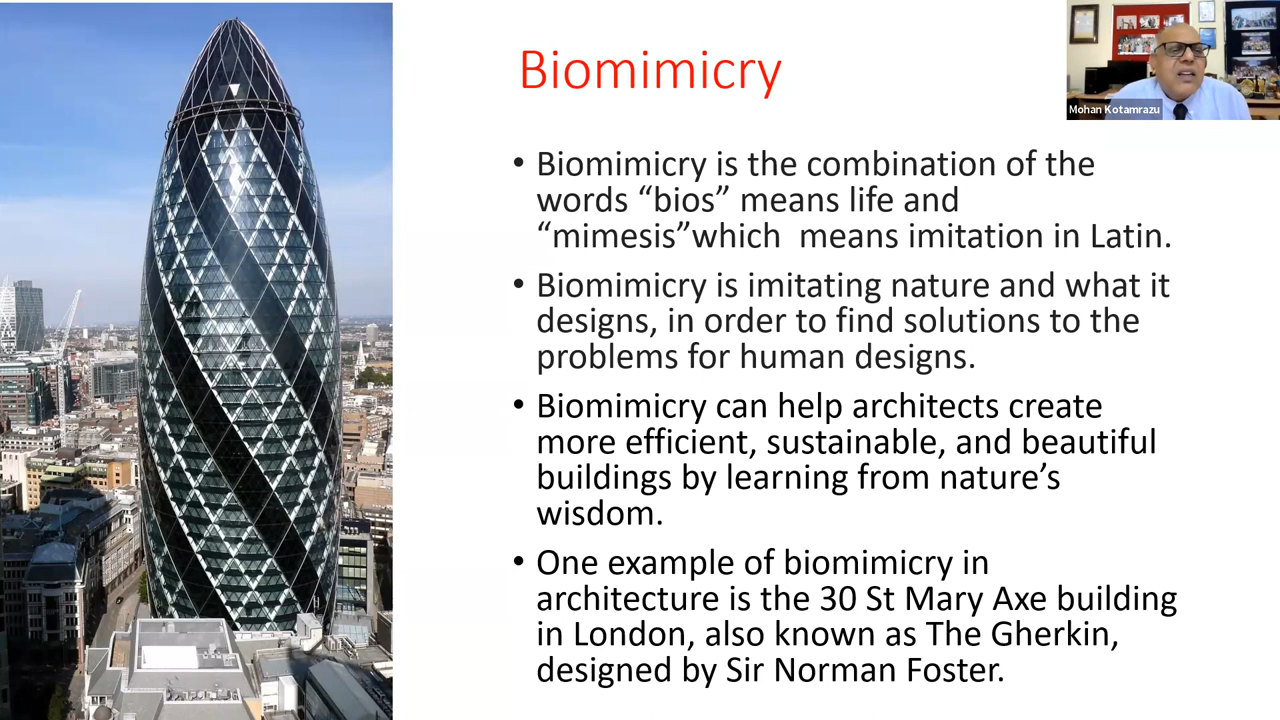 Biomimicry
Mohan Kotamrazu
• Biomimicry is the combination of the
words “bios” means life and
“mimesis”which  means imitation in Latin.
• Biomimicry is imitating nature and what it
designs, in order to find solutions to the
problems for human designs.
• Biomimicry can help architects create
more efficient, sustainable, and beautiful
buildings by learning from nature’s
wisdom.
• One example of biomimicry in
architecture is the 30 St Mary Axe building
in London, also known as The Gherkin,
designed by Sir Norman Foster.